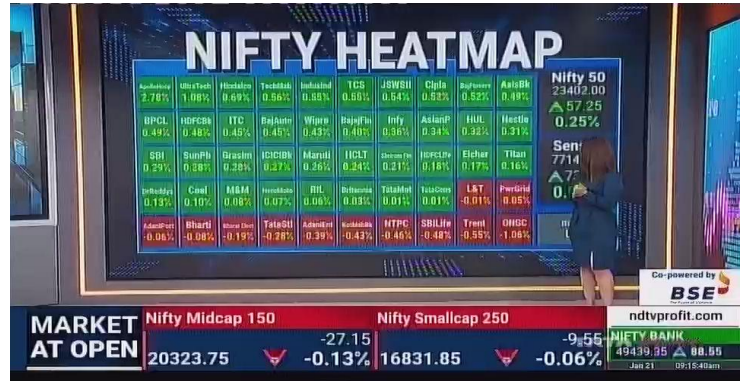 NIFTY HEATMAP
UltraTech Hindalco TechMah IndusInd TCS JSWStl Cipla AxisBk
2.78% 1.08% 0.69% 0.56% 0.55% 0.55% 0.54% 0.52% 0.52% 0.49%
BPCL HDFCBk ITC BajAuto Wipro BajajFin Infy AsianP HUL Nestle
0.49% 0.48% 0.45% 0.45% 0.43% 0.40% 0.36% 0.34% 0.32% 0.31%
SBI SunPh Grasim ICICIBk Maruti HCLT HDFCLife Eicher Titan
0.29% 0.28% 0.28% 0.27% 0.26% 0.24% 0.21% 0.18% 0.17% 0.16%
DrReddys Coal M&M HeroMoto RIL Britannia TataMot TataCons L&T PwrGrid
0.13% 0.10% 0.08% 0.07% 0.06% 0.03% 0.01% 0.01% -0.01% -0.05%
AdaniPort Bharti TataStl AdaniEnt NTPC SBILife Trent ONGC
-0.06% -0.08% -0.19% -0.28% -0.39% -0.43% -0.46% -0.48% -0.55% -1.06%
Nifty 50
23402.00
57.25
0.25%
Sen
7714
Co-powered by
BSE
MARKET
AT OPEN
Nifty Midcap 150
-27.15
20323.75 -0.13%
Nifty Smallcap 250
-9.55
16831.85 -0.06%
ndtvprofit.com
NIFTY BANK
49439.35 88.55
Jan 21 09:15:40am